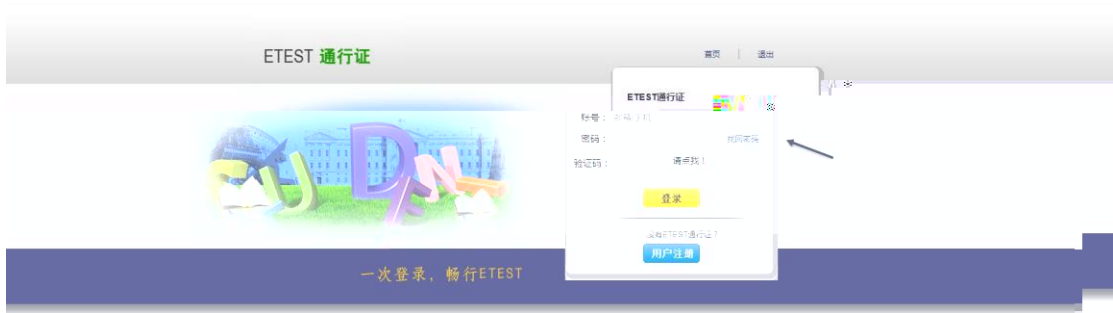 ETEST 通行证
首页 | 退出
ETEST通行证
账号：
密码： 找回密码
验证码： 请点我！
登录
没有ETEST通行证？
用户注册
一次登录，畅行ETEST